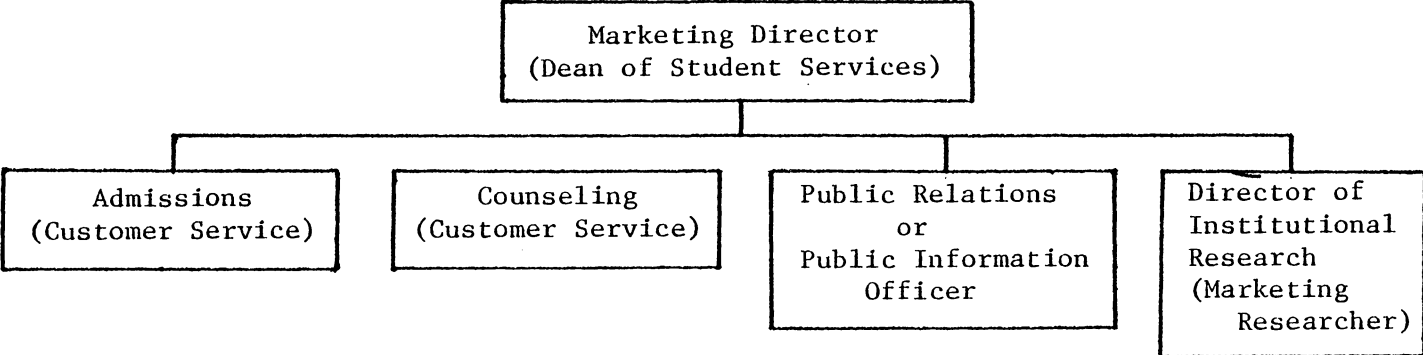 Marketing Director
(Dean of Student Services)
Admissions
(Customer Service)
Counseling
(Customer Service)
Public Relations
or
Public Information
Officer
Director of
Institutional
Research
(Marketing
Researcher)